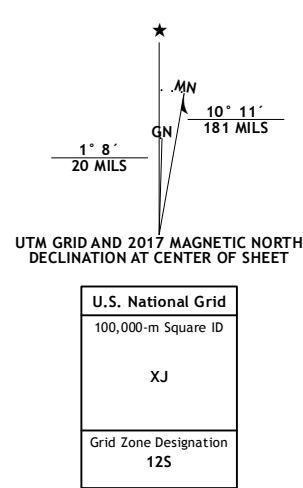 ★
MN
GN
10° 11´
181 MILS
1° 8´
20 MILS
UTM GRID AND 2017 MAGNETIC NORTH
DECLINATION AT CENTER OF SHEET
U.S. National Grid
100,000-m Square ID
XJ
Grid Zone Designation
12S